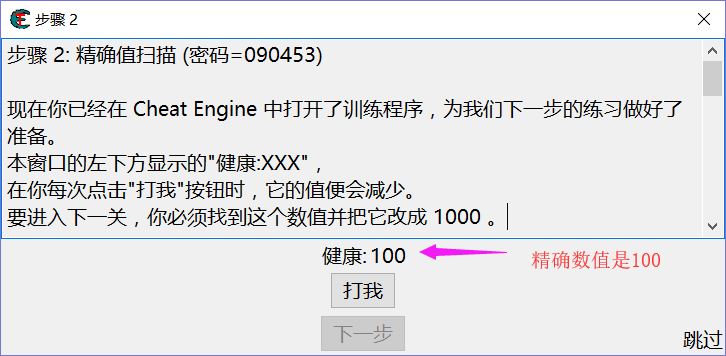 步骤 2
步骤 2: 精确值扫描 (密码=090453)
现在你已经在 Cheat Engine 中打开了训练程序，为我们下一步的练习做好了
准备。
本窗口的左下方显示的"健康:XXX"，
在你每次点击"打我"按钮时，它的值便会减少。
要进入下一关，你必须找到这个数值并把它改成 1000 。
健康: 100
精确数值是100
打我
下一步
跳过